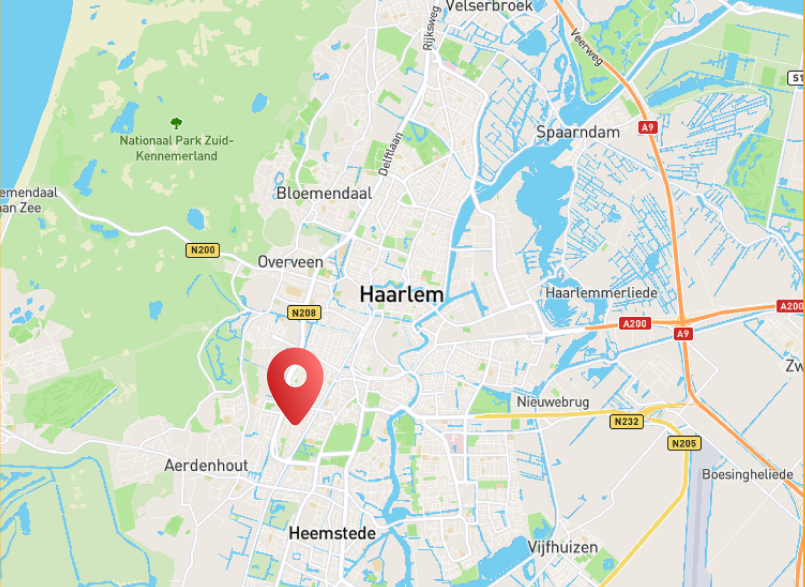 Velserbroek
Rijksweg
Veerweg
S1
A9
Spaarndam
Nationaal Park Zuid-
Kennemerland
Delftlaan
emendaal
aan Zee
Bloemendaal
N200
Overveen
Haarlem
Haarlemmerliede
N208
A200
A200
A9
Zw
Nieuwebrug
N232
N205
Aerdenhout
Boesingheliede
Heemstede
Vijfhuizen